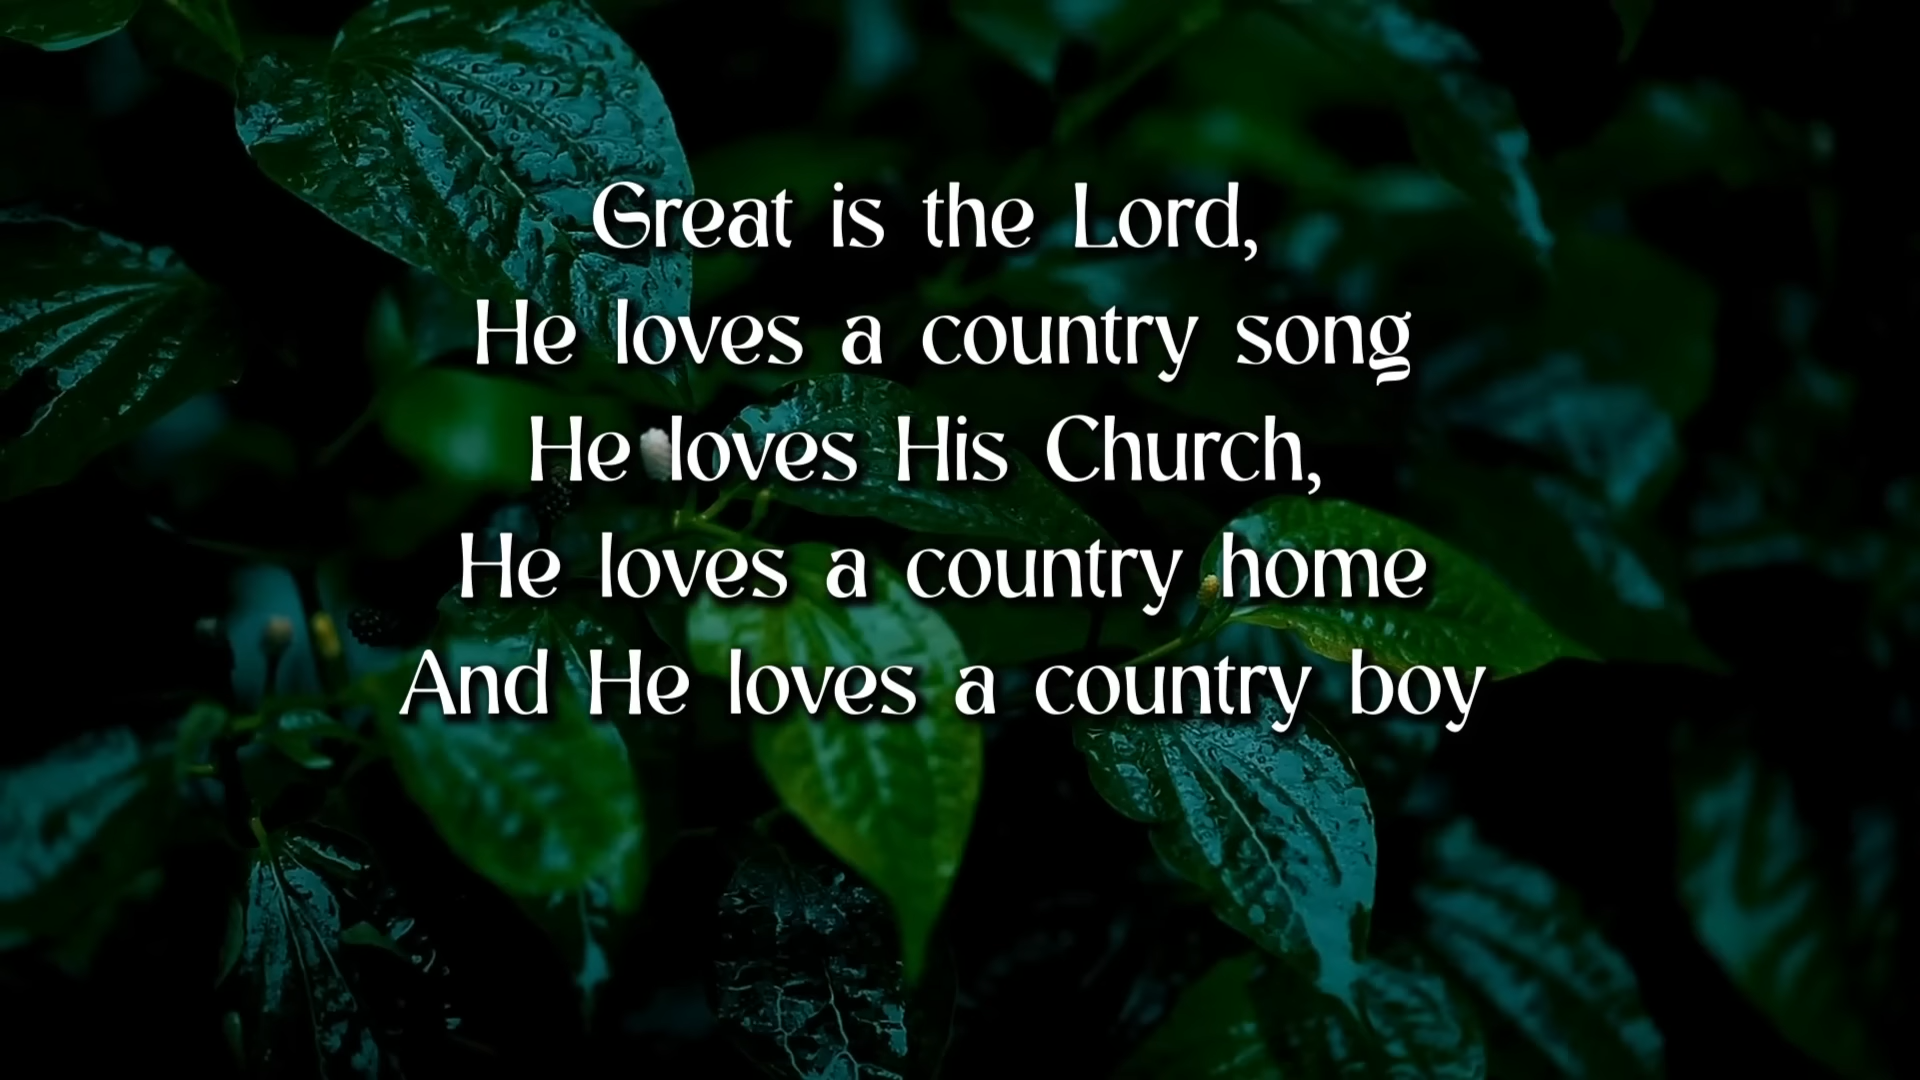 Great is the Lord,
He loves a country song
He loves His Church,
He loves a country home
And He loves a country boy